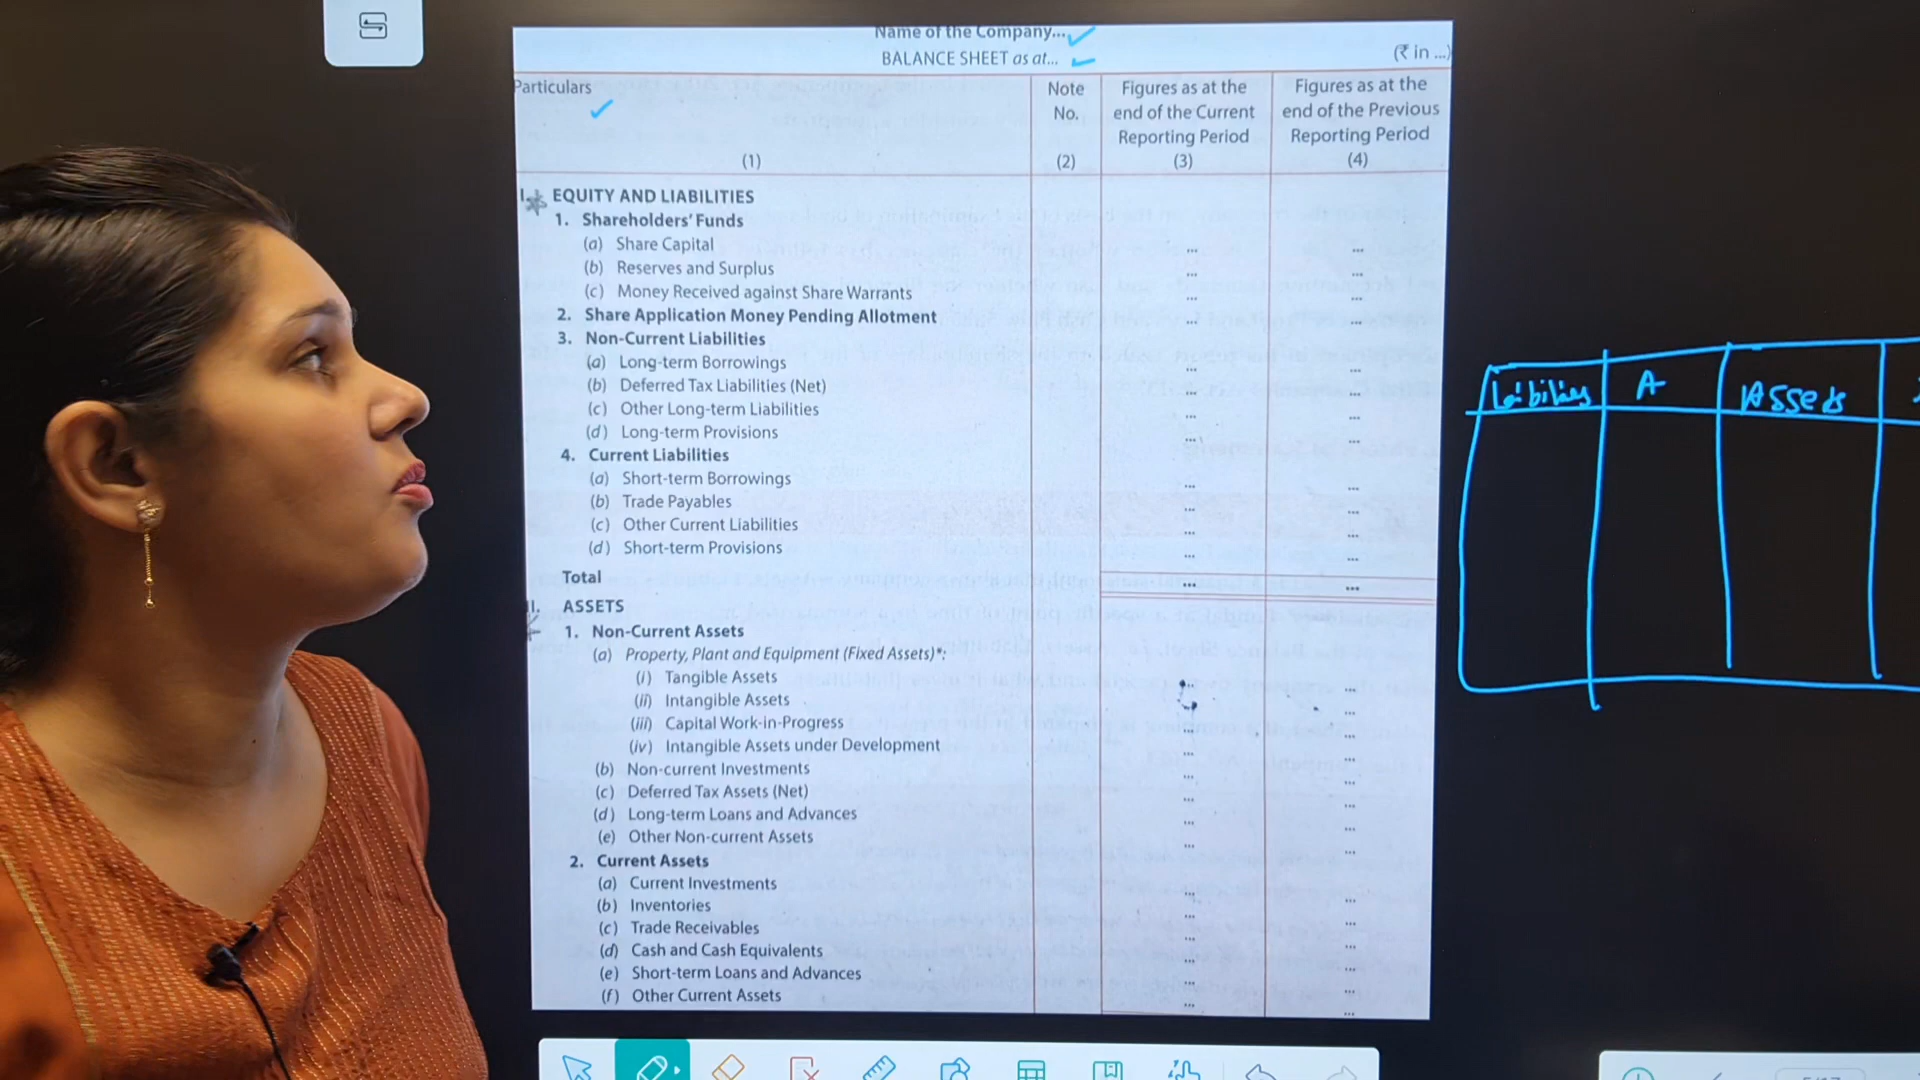 Name of the Company...
BALANCE SHEET as at...
(₹ in ...)
Particulars
(1)
Note No.
(2)
Figures as at the
end of the Current
Reporting Period
(3)
Figures as at the
end of the Previous
Reporting Period
(4)
I. EQUITY AND LIABILITIES
1. Shareholders' Funds
(a) Share Capital ... ...
(b) Reserves and Surplus ... ...
(c) Money Received against Share Warrants ... ...
2. Share Application Money Pending Allotment ... ...
3. Non-Current Liabilities
(a) Long-term Borrowings ... ...
(b) Deferred Tax Liabilities (Net) ... ...
(c) Other Long-term Liabilities ... ...
(d) Long-term Provisions ... ...
4. Current Liabilities
(a) Short-term Borrowings ... ...
(b) Trade Payables ... ...
(c) Other Current Liabilities ... ...
(d) Short-term Provisions ... ...
Total ... ...
II. ASSETS
1. Non-Current Assets
(a) Property, Plant and Equipment (Fixed Assets)*:
(i) Tangible Assets ... ...
(ii) Intangible Assets ... ...
(iii) Capital Work-in-Progress ... ...
(iv) Intangible Assets under Development ... ...
(b) Non-current Investments ... ...
(c) Deferred Tax Assets (Net) ... ...
(d) Long-term Loans and Advances ... ...
(e) Other Non-current Assets ... ...
2. Current Assets
(a) Current Investments ... ...
(b) Inventories ... ...
(c) Trade Receivables ... ...
(d) Cash and Cash Equivalents ... ...
(e) Short-term Loans and Advances ... ...
(f) Other Current Assets ... ...
A Assets